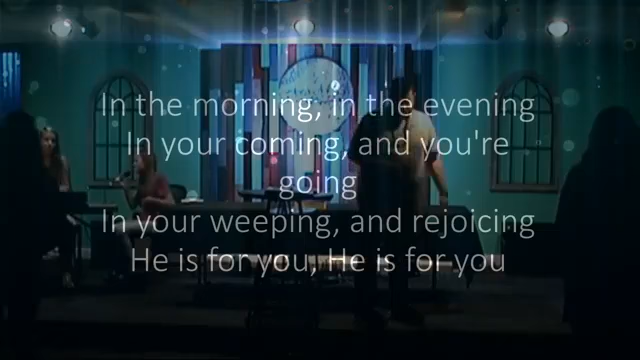 In the morning, in the evening
In your coming, and you're
going
In your weeping, and rejoicing
He is for you, He is for you